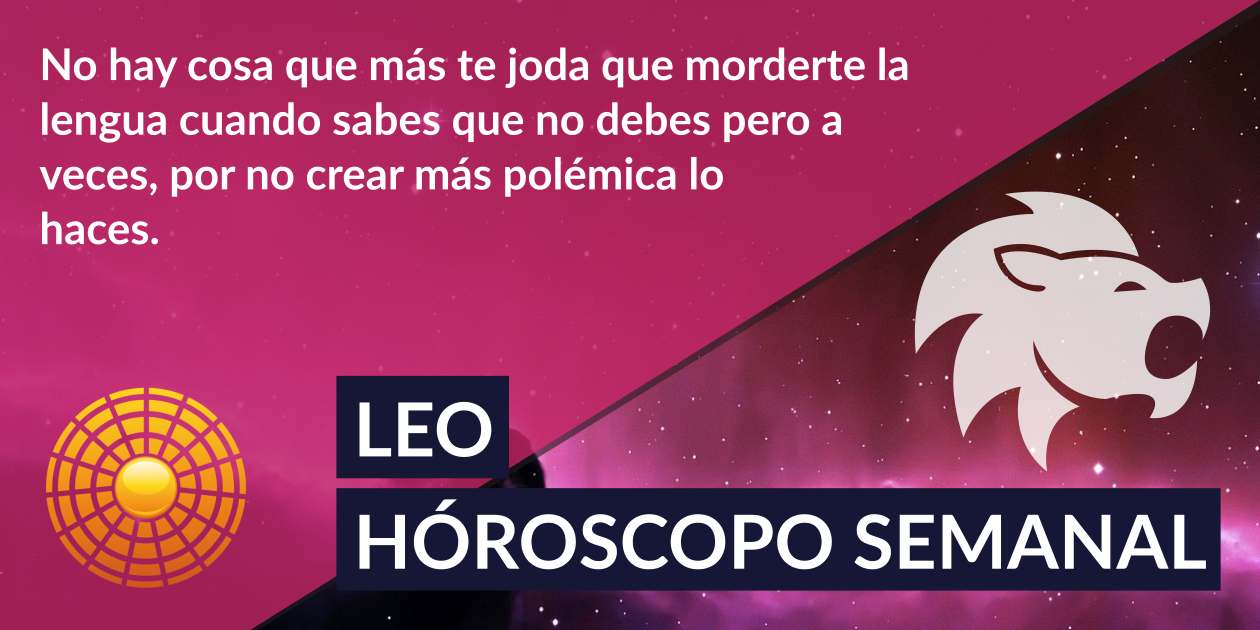 No hay cosa que más te joda que morderte la
lengua cuando sabes que no debes pero a
veces, por no crear más polémica lo
haces.
LEO
HÓROSCOPO SEMANAL